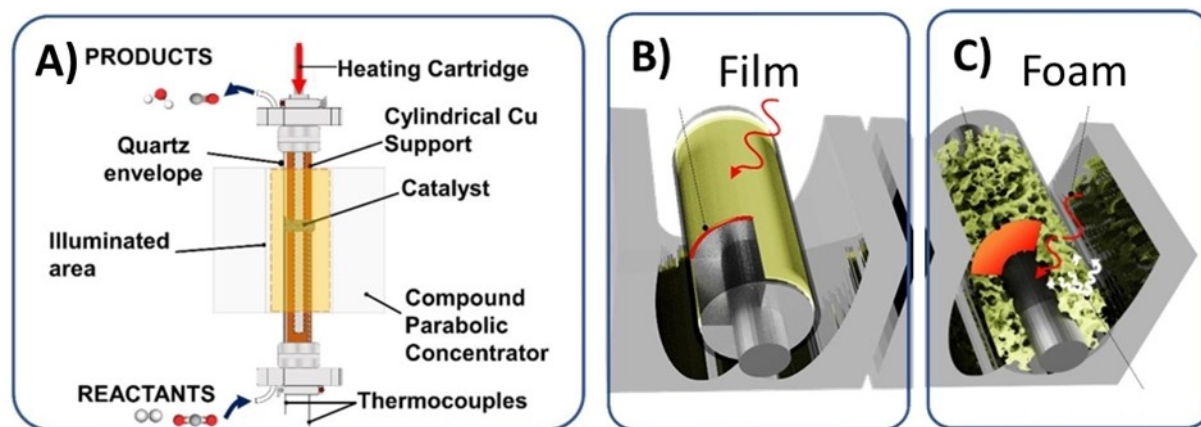 A)
PRODUCTS
Heating Cartridge
Cylindrical Cu
Support
Quartz
envelope
Catalyst
Illuminated
area
Compound
Parabolic
Concentrator
REACTANTS
Thermocouples
B)
Film
C)
Foam